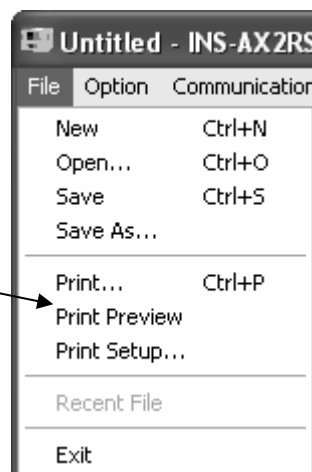 Untitled - INS-AX2RS
File Option Communication
New Ctrl+N
Open... Ctrl+O
Save Ctrl+S
Save As...
Print... Ctrl+P
Print Preview
Print Setup...
Recent File
Exit